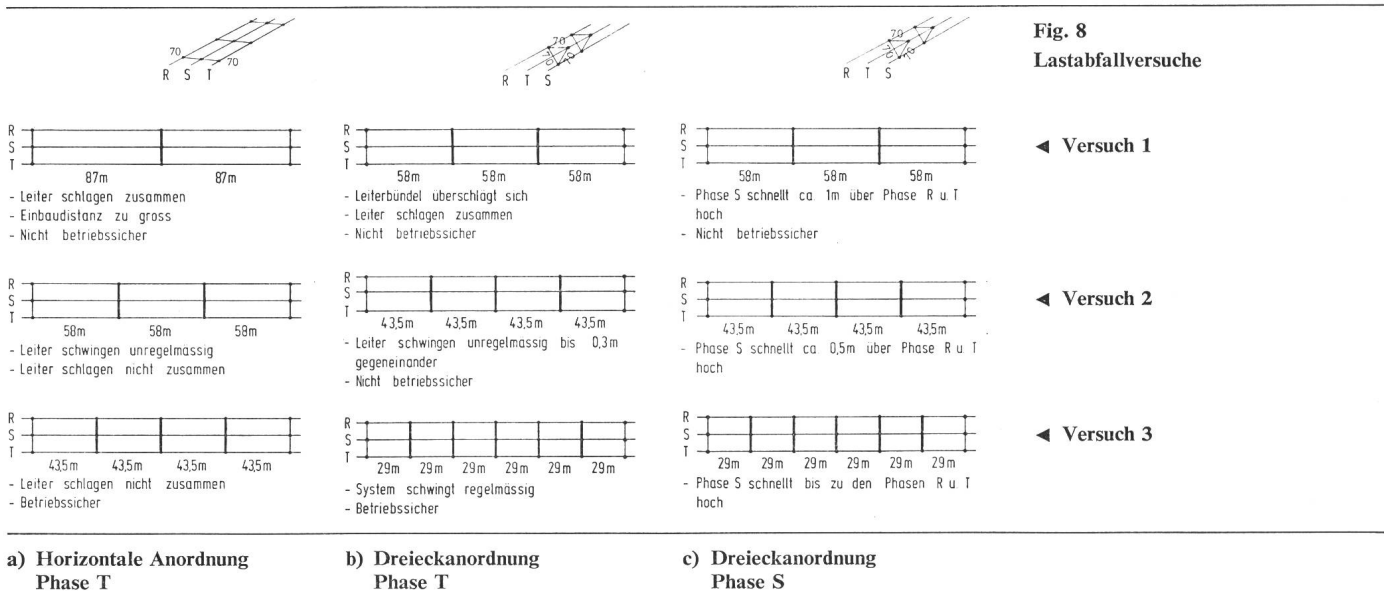 70
70
R S T
R
S
T
87m 87m
- Leiter schlagen zusammen
- Einbaudistanz zu gross
- Nicht betriebssicher
R
S
T
58m 58m 58m
- Leiter schwingen unregelmässig
- Leiter schlagen nicht zusammen
R
S
T
43,5m 43,5m 43,5m 43,5m
- Leiter schlagen nicht zusammen
- Betriebssicher
a) Horizontale Anordnung
Phase T
70
70
70
R T S
R
S
T
58m 58m 58m
- Leiterbündel überschlägt sich
- Leiter schlagen zusammen
- Nicht betriebssicher
R
S
T
43,5m 43,5m 43,5m 43,5m
- Leiter schwingen unregelmässig bis 0,3m
gegeneinander
- Nicht betriebssicher
R
S
T
29m 29m 29m 29m 29m 29m
- System schwingt regelmässig
- Betriebssicher
b) Dreieckanordnung
Phase T
70
70
70
R T S
R
S
T
58m 58m 58m
- Phase S schnellt ca. 1m über Phase R u. T
hoch
- Nicht betriebssicher
R
S
T
43,5m 43,5m 43,5m 43,5m
- Phase S schnellt ca 0,5m über Phase R u. T
hoch
R
S
T
29m 29m 29m 29m 29m 29m
- Phase S schnellt bis zu den Phasen R u. T
hoch
c) Dreieckanordnung
Phase S
Fig. 8
Lastabfallversuche
◄ Versuch 1
◄ Versuch 2
◄ Versuch 3